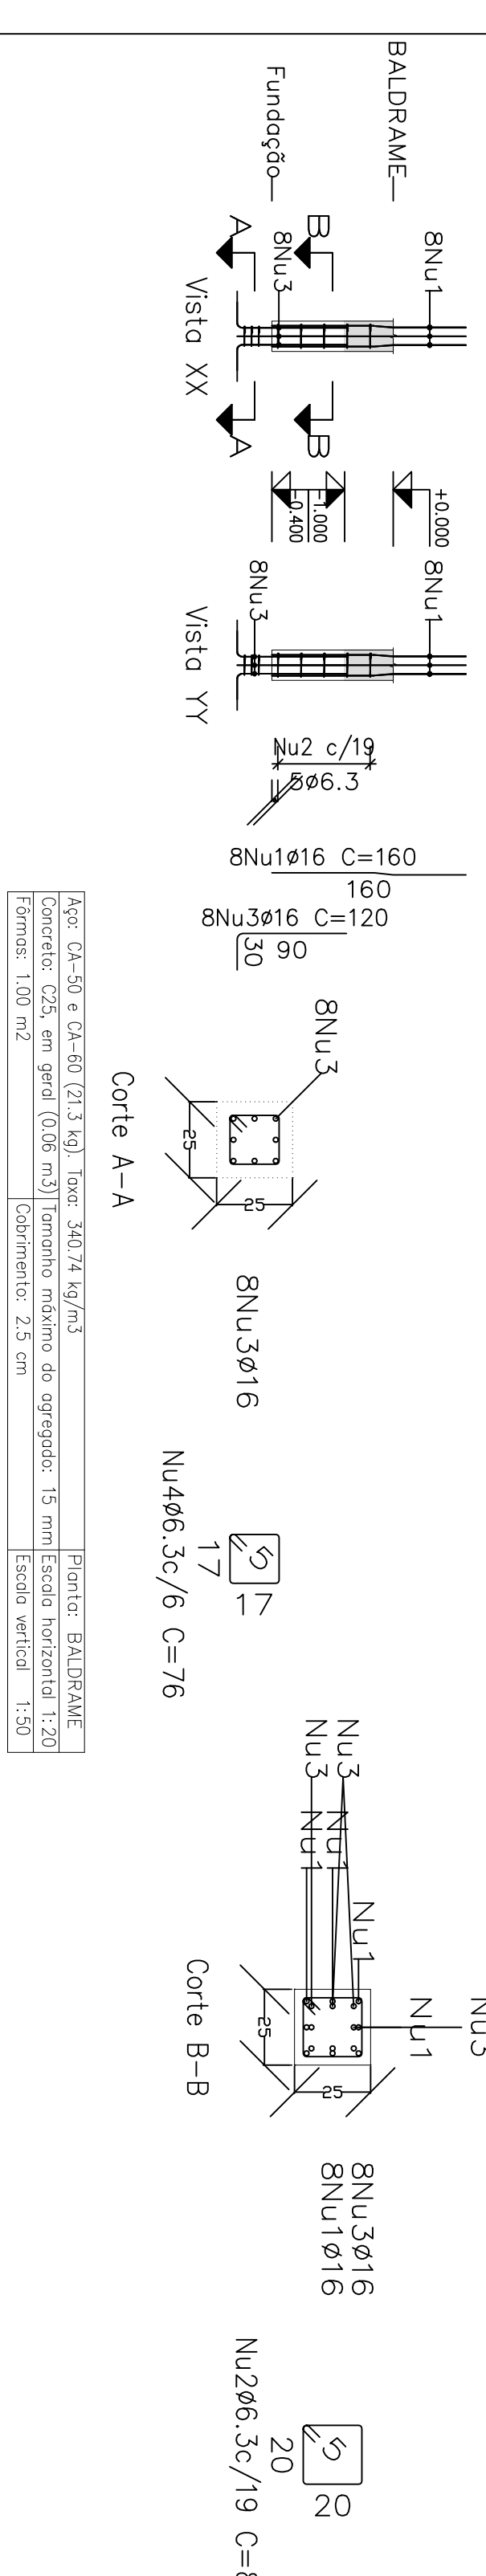 BALDRAME
Fundação
8Nu1
8Nu3
A
B
A
B
Vista XX
+0.000
-1.000
-0.400
8Nu1
8Nu3
Vista YY
Nu2 c/19
5ø6.3
8Nu1ø16 C=160
160
8Nu3ø16 C=120
90
30
8Nu3
25
25
Corte A-A
8Nu3ø16
5
17
17
Nu4ø6.3c/6 C=76
Nu3
Nu3
Nu1
Nu1
Nu1
Nu1
Nu3
25
25
Corte B-B
8Nu3ø16
8Nu1ø16
5
20
20
Nu2ø6.3c/19
Aço: CA-50 e CA-60 (21.3 kg). Taxa: 340.74 kg/m3
Planta: BALDRAME
Concreto: C25, em geral (0.06 m3)
Tamanho máximo do agregado: 15 mm
Escala horizontal 1:20
Fôrmas: 1.00 m2
Cobrimento: 2.5 cm
Escala vertical 1:50